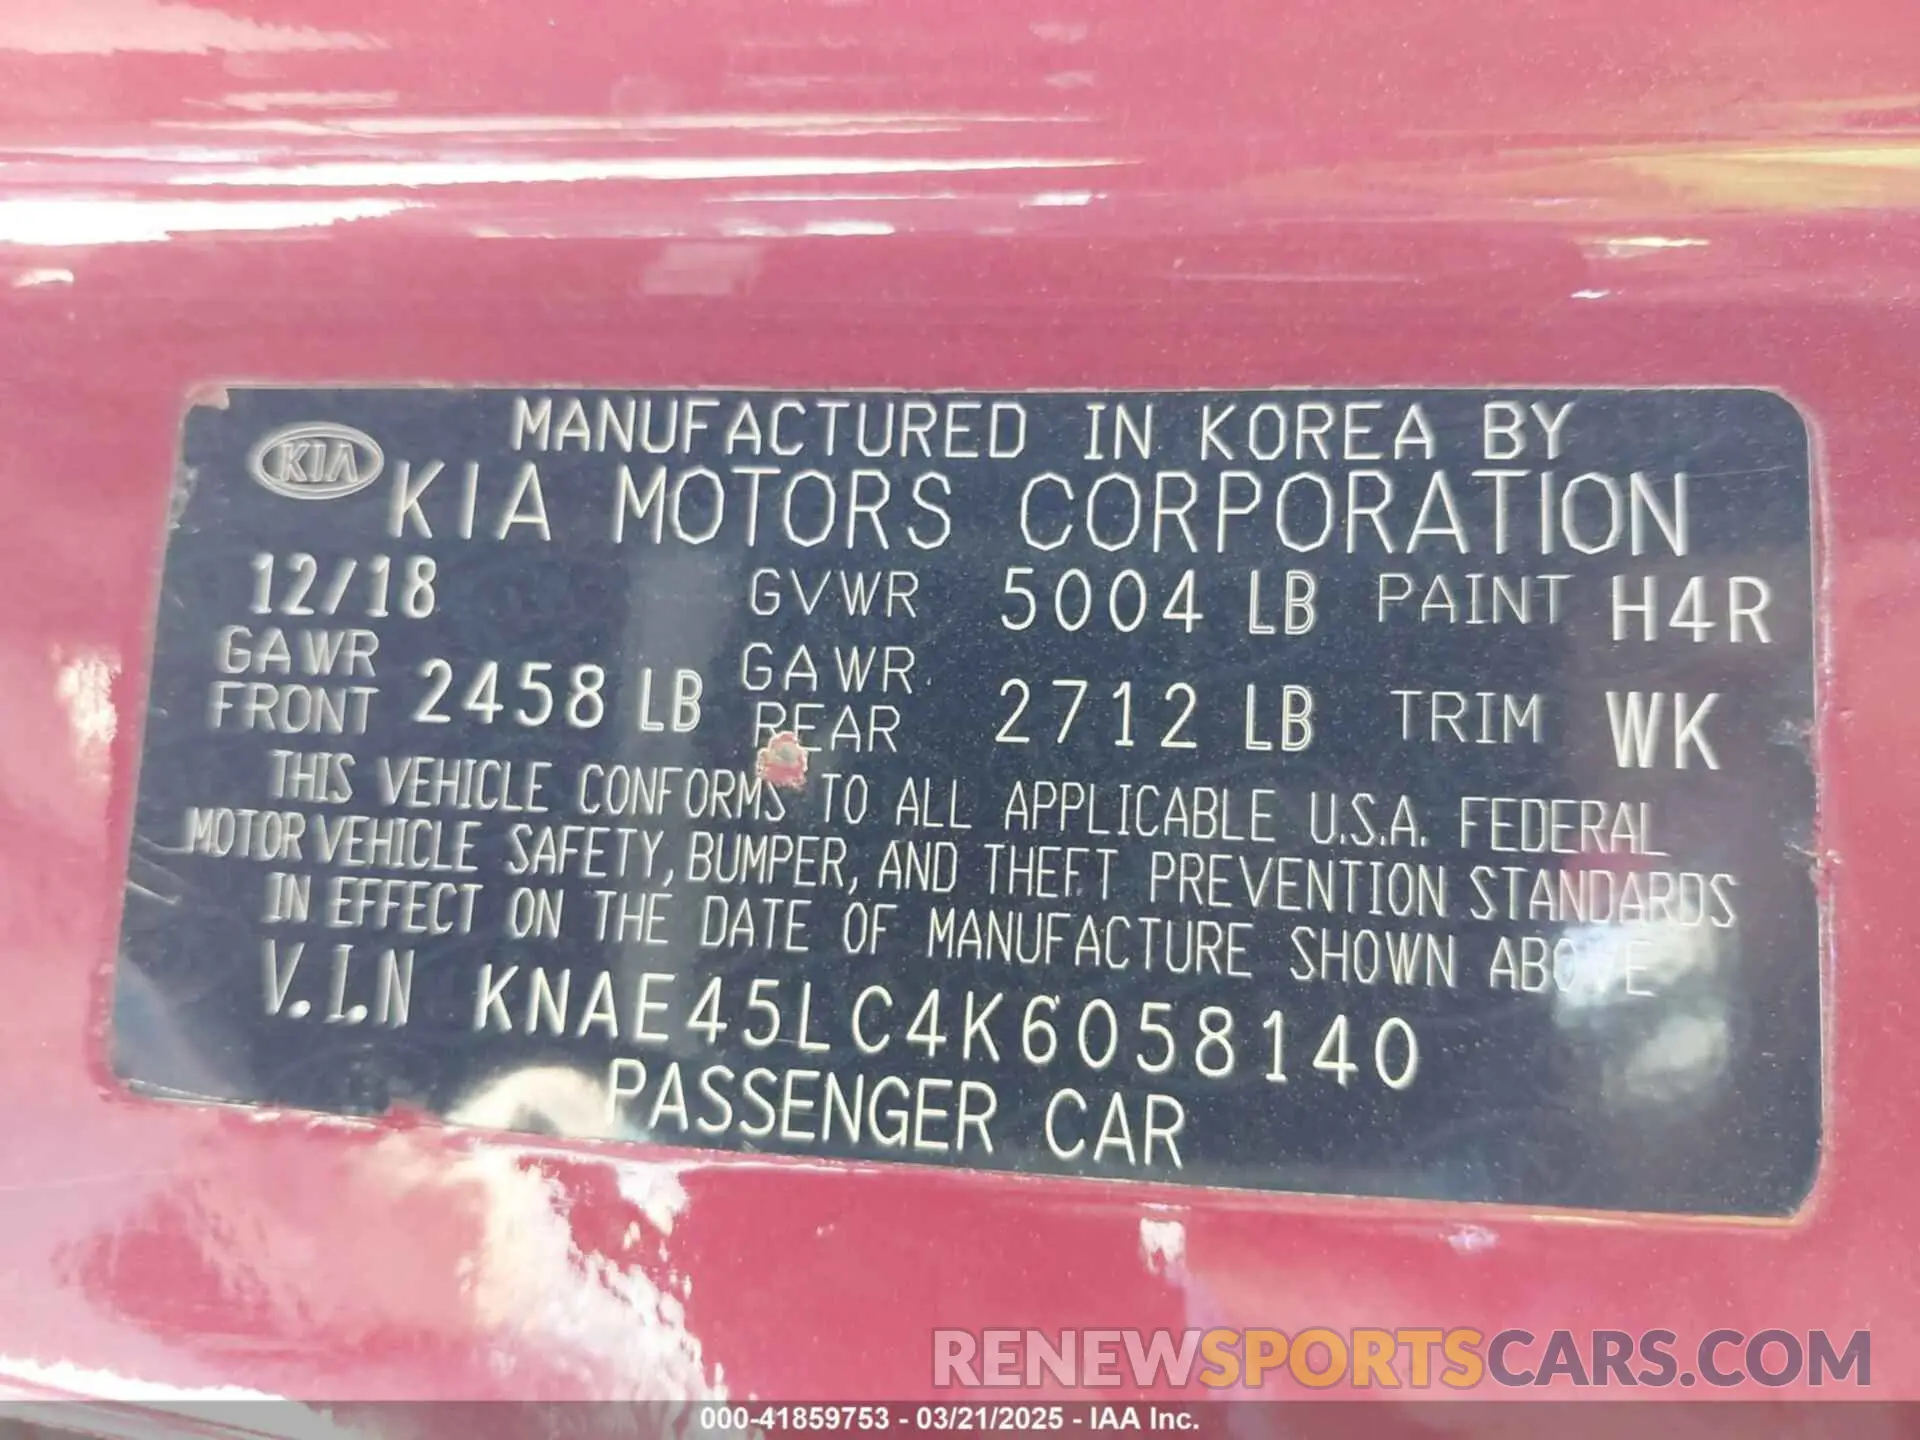 MANUFACTURED IN KOREA BY
KIA KIA MOTORS CORPORATION
12/18 GVWR 5004 LB PAINT H4R
GAWR FRONT 2458 LB GAWR REAR 2712 LB TRIM WK
THIS VEHICLE CONFORMS TO ALL APPLICABLE U.S.A. FEDERAL
MOTOR VEHICLE SAFETY, BUMPER, AND THEFT PREVENTION STANDARDS
IN EFFECT ON THE DATE OF MANUFACTURE SHOWN ABOVE
V.I.N KNAE45LC4K6058140
PASSENGER CAR
RENEWSPORTSCARS.COM
000-41859753 - 03/21/2025 - IAA Inc.